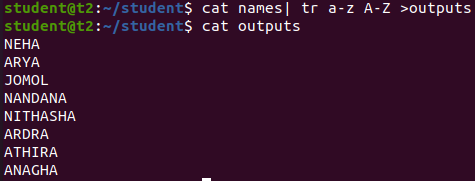 student@t2:~/student$ cat names| tr a-z A-Z >outputs
student@t2:~/student$ cat outputs
NEHA
ARYA
JOMOL
NANDANA
NITHASHA
ARDRA
ATHIRA
ANAGHA